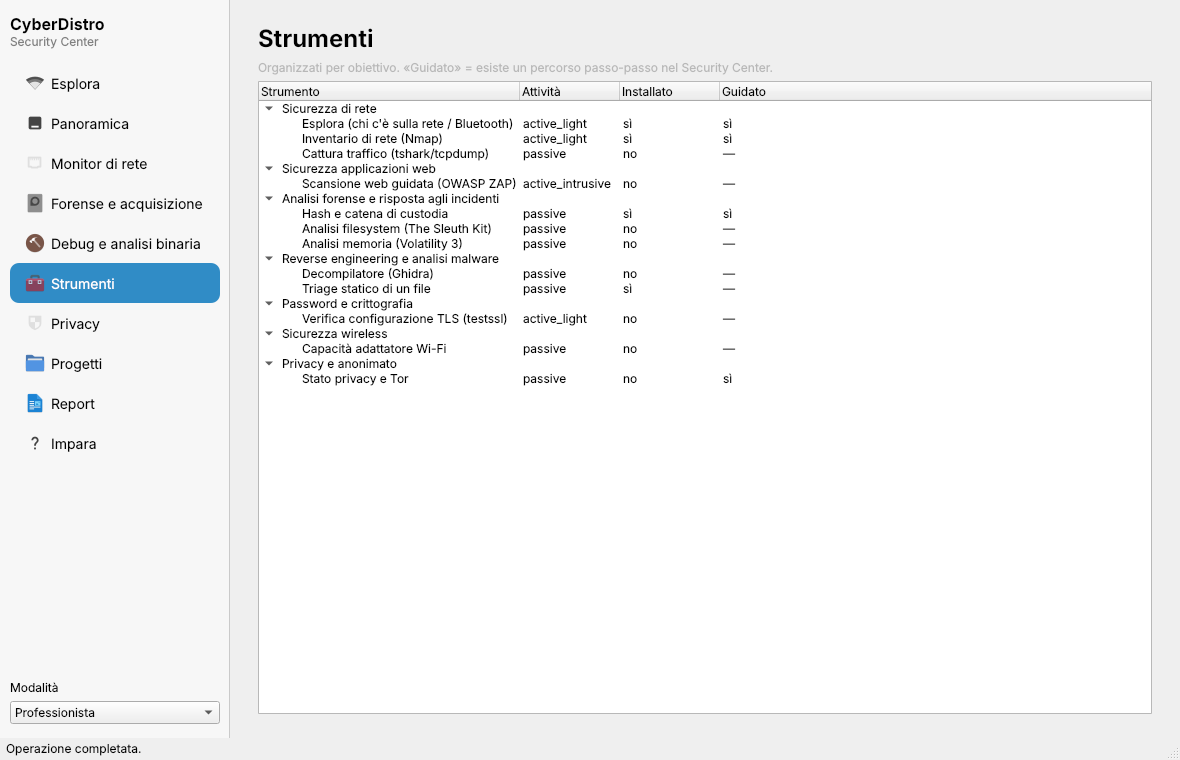 CyberDistro
Security Center
Esplora
Panoramica
Monitor di rete
Forense e acquisizione
Debug e analisi binaria
Strumenti
Privacy
Progetti
Report
? Impara
Modalità
Professionista
Operazione completata.
Strumenti
Organizzati per obiettivo. «Guidato» = esiste un percorso passo-passo nel Security Center.
Strumento Attività Installato Guidato
Sicurezza di rete
Esplora (chi c'è sulla rete / Bluetooth) active_light sì sì
Inventario di rete (Nmap) active_light sì sì
Cattura traffico (tshark/tcpdump) passive no —
Sicurezza applicazioni web
Scansione web guidata (OWASP ZAP) active_intrusive no —
Analisi forense e risposta agli incidenti
Hash e catena di custodia passive sì sì
Analisi filesystem (The Sleuth Kit) passive no —
Analisi memoria (Volatility 3) passive no —
Reverse engineering e analisi malware
Decompilatore (Ghidra) passive no —
Triage statico di un file passive sì —
Password e crittografia
Verifica configurazione TLS (testssl) active_light no —
Sicurezza wireless
Capacità adattatore Wi-Fi passive no —
Privacy e anonimato
Stato privacy e Tor passive no sì